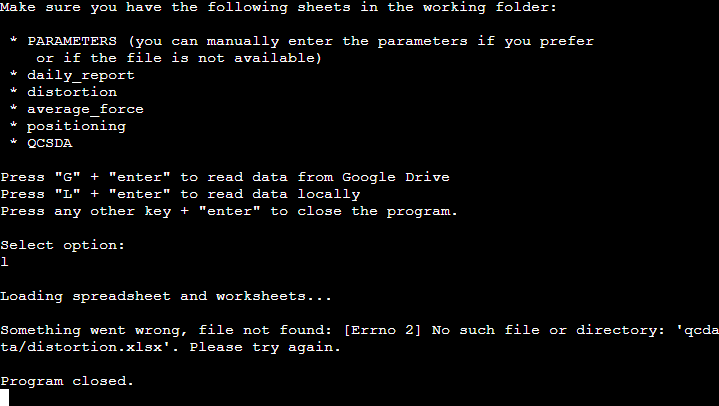 Make sure you have the following sheets in the working folder:
* PARAMETERS (you can manually enter the parameters if you prefer
or if the file is not available)
* daily_report
* distortion
* average_force
* positioning
* QCSDA
Press "G" + "enter" to read data from Google Drive
Press "L" + "enter" to read data locally
Press any other key + "enter" to close the program.
Select option:
l
Loading spreadsheet and worksheets...
Something went wrong, file not found: [Errno 2] No such file or directory: 'qcda
ta/distortion.xlsx'. Please try again.
Program closed.